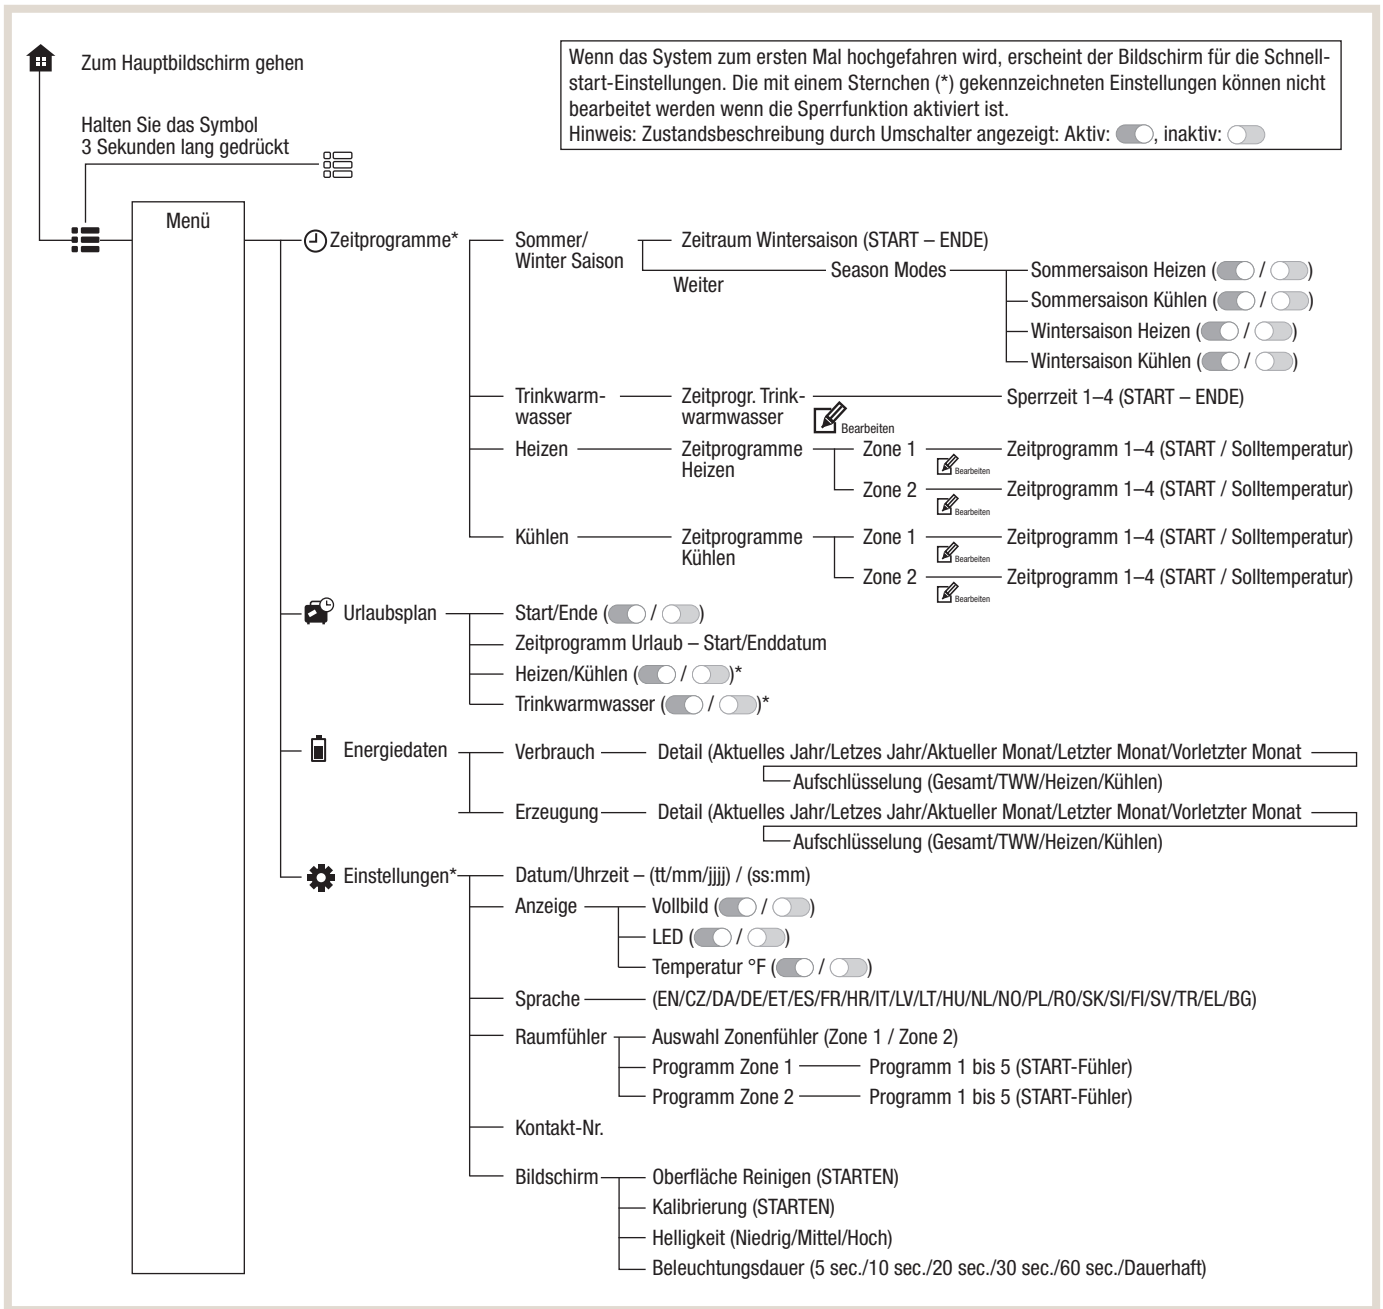 Zum Hauptbildschirm gehen
Wenn das System zum ersten Mal hochgefahren wird, erscheint der Bildschirm für die Schnell-
start-Einstellungen. Die mit einem Sternchen (*) gekennzeichneten Einstellungen können nicht
bearbeitet werden wenn die Sperrfunktion aktiviert ist.
Hinweis: Zustandsbeschreibung durch Umschalter angezeigt: Aktiv: , inaktiv:
Halten Sie das Symbol
3 Sekunden lang gedrückt
Menü
Zeitprogramme*
Sommer/
Winter Saison
Zeitraum Wintersaison (START – ENDE)
Weiter
Season Modes
Sommersaison Heizen ( / )
Sommersaison Kühlen ( / )
Wintersaison Heizen ( / )
Wintersaison Kühlen ( / )
Trinkwarm-
wasser
Zeitprogr. Trink-
warmwasser
Bearbeiten
Sperrzeit 1–4 (START – ENDE)
Heizen
Zeitprogramme
Heizen
Zone 1
Bearbeiten
Zeitprogramm 1–4 (START / Solltemperatur)
Zone 2
Bearbeiten
Zeitprogramm 1–4 (START / Solltemperatur)
Kühlen
Zeitprogramme
Kühlen
Zone 1
Bearbeiten
Zeitprogramm 1–4 (START / Solltemperatur)
Zone 2
Bearbeiten
Zeitprogramm 1–4 (START / Solltemperatur)
Urlaubsplan
Start/Ende ( / )
Zeitprogramm Urlaub – Start/Enddatum
Heizen/Kühlen ( / )*
Trinkwarmwasser ( / )*
Energiedaten
Verbrauch
Detail (Aktuelles Jahr/Letzes Jahr/Aktueller Monat/Letzter Monat/Vorletzter Monat
Aufschlüsselung (Gesamt/TWW/Heizen/Kühlen)
Erzeugung
Detail (Aktuelles Jahr/Letzes Jahr/Aktueller Monat/Letzter Monat/Vorletzter Monat
Aufschlüsselung (Gesamt/TWW/Heizen/Kühlen)
Einstellungen*
Datum/Uhrzeit – (tt/mm/jjjj) / (ss:mm)
Anzeige
Vollbild ( / )
LED ( / )
Temperatur °F ( / )
Sprache
(EN/CZ/DA/DE/ET/ES/FR/HR/IT/LV/LT/HU/NL/NO/PL/RO/SK/SI/FI/SV/TR/EL/BG)
Raumfühler
Auswahl Zonenfühler (Zone 1 / Zone 2)
Programm Zone 1
Programm 1 bis 5 (START-Fühler)
Programm Zone 2
Programm 1 bis 5 (START-Fühler)
Kontakt-Nr.
Bildschirm
Oberfläche Reinigen (STARTEN)
Kalibrierung (STARTEN)
Helligkeit (Niedrig/Mittel/Hoch)
Beleuchtungsdauer (5 sec./10 sec./20 sec./30 sec./60 sec./Dauerhaft)